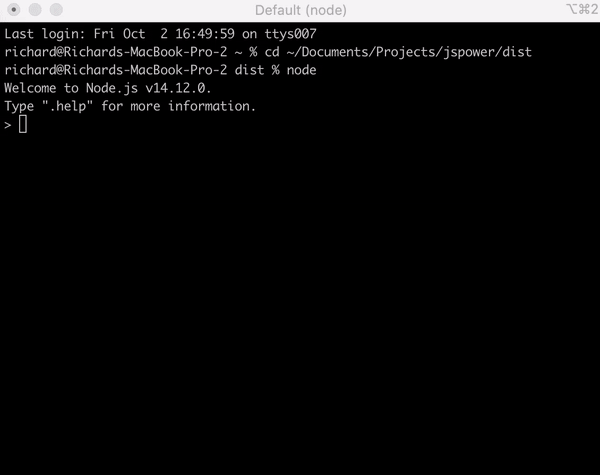 Default (node)
⌥⌘2
Last login: Fri Oct  2 16:49:59 on ttys007
richard@Richards-MacBook-Pro-2 ~ % cd ~/Documents/Projects/jspower/dist
richard@Richards-MacBook-Pro-2 dist % node
Welcome to Node.js v14.12.0.
Type ".help" for more information.
>